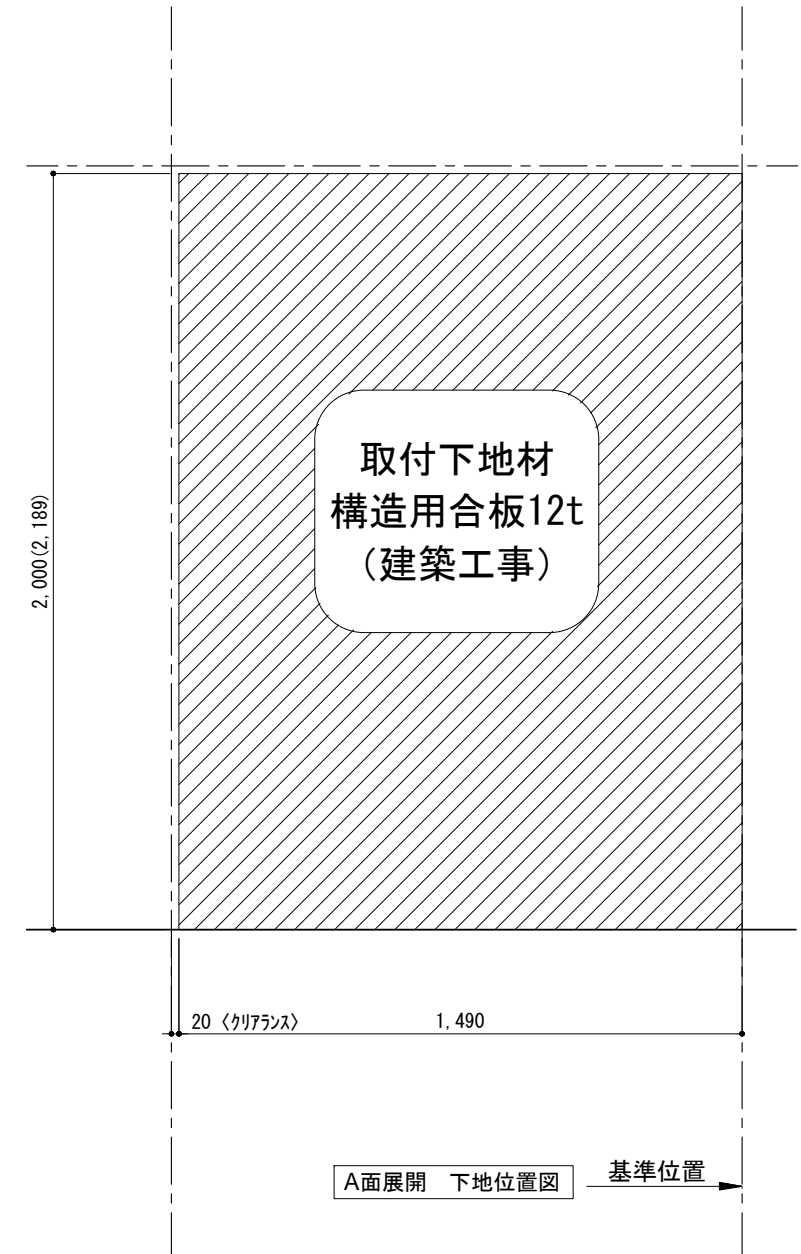 取付下地材
構造用合板12t
(建築工事)
2,000(2,189)
20 〈クリアランス〉
1,490
A面展開　下地位置図
基準位置